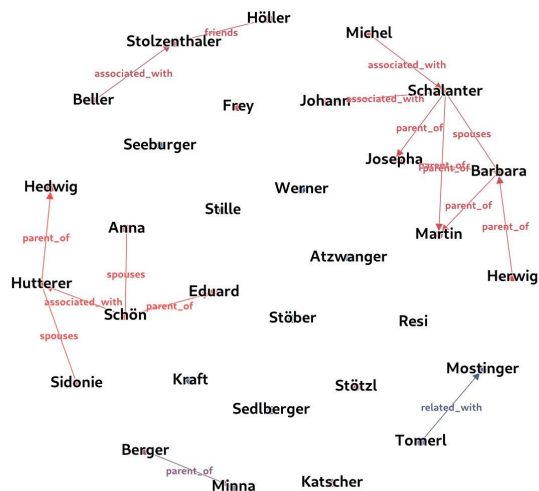 Höller
friends
Stolzenthaler
Michel
associated_with
associated_with
Schalanter
Beller
Frey
Johann
associated_with
parent_of
spouses
Seeburger
Josepha
parent_of
parent_of
Barbara
Hedwig
Werner
Stille
parent_of
Anna
Martin
parent_of
parent_of
Atzwanger
spouses
Herwig
Hutterer
associated_with
Eduard
parent_of
Schön
Stöber
Resi
spouses
Mostinger
Sidonie
Kraft
Stötzl
Sedlberger
related_with
Tomerl
Berger
parent_of
Minna
Katscher